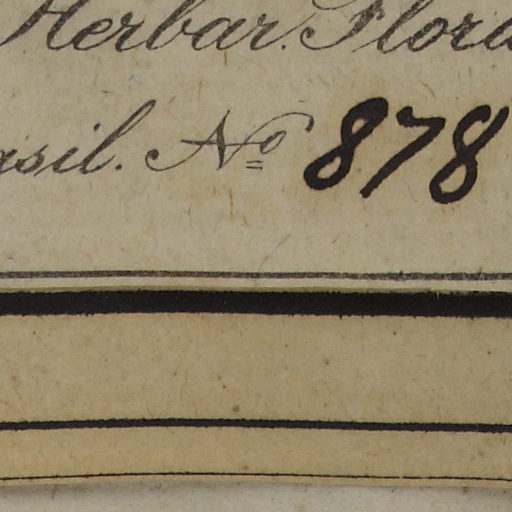 Herbar. Flora
asil. Nº 878